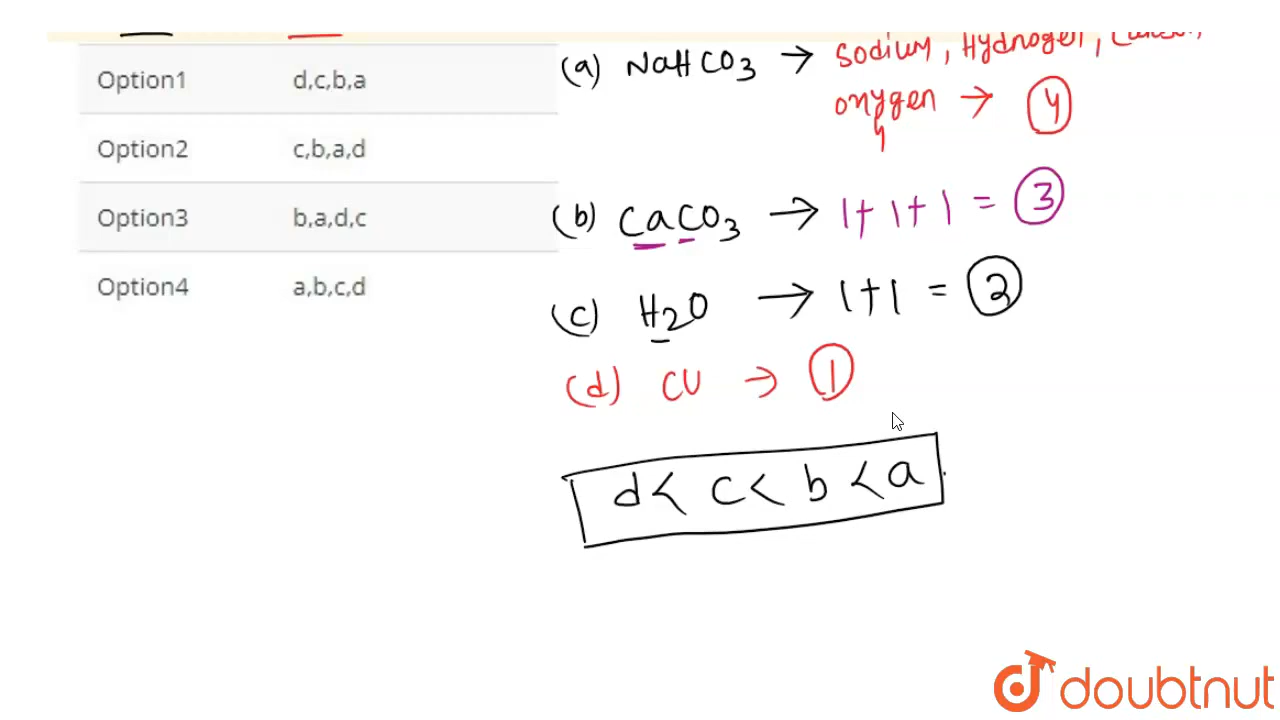 Option1 d,c,b,a
Option2 c,b,a,d
Option3 b,a,d,c
Option4 a,b,c,d
(a) NaHCO3 → Sodium, Hydrogen,
oxygen → 4
(b) CaCO3 → 1+1+1 = 3
(c) H2O → 1+1 = 2
(d) CU → 1
d< c< b <a
doubtnut